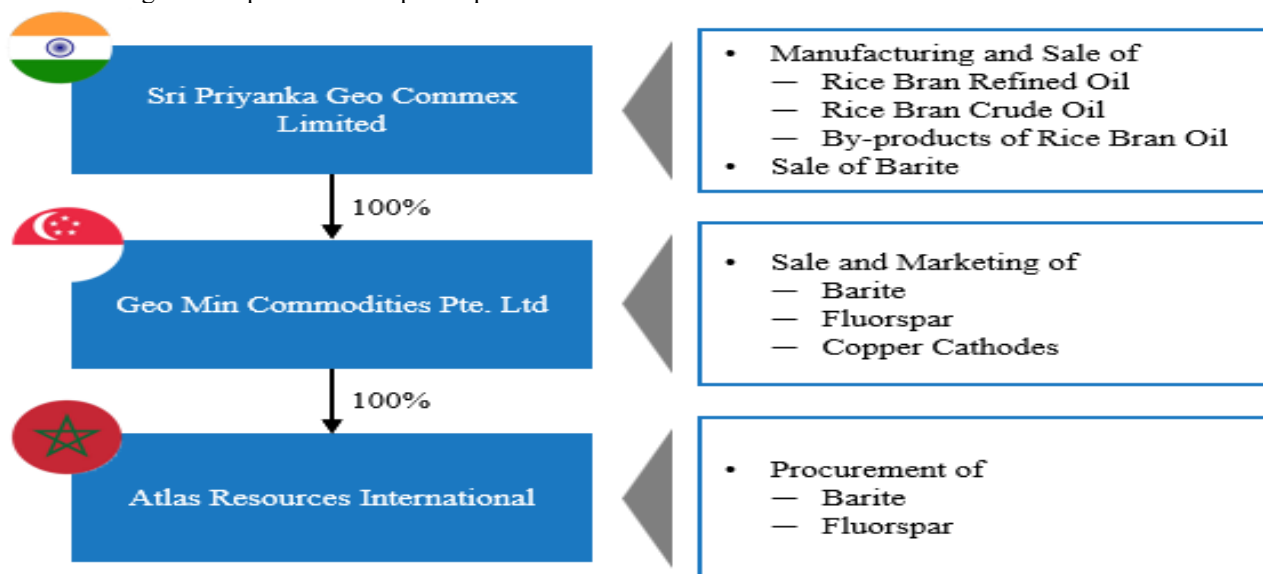 Sri Priyanka Geo Commex
Limited
• Manufacturing and Sale of
— Rice Bran Refined Oil
— Rice Bran Crude Oil
— By-products of Rice Bran Oil
• Sale of Barite
100%
Geo Min Commodities Pte. Ltd
• Sale and Marketing of
— Barite
— Fluorspar
— Copper Cathodes
100%
Atlas Resources International
• Procurement of
— Barite
— Fluorspar